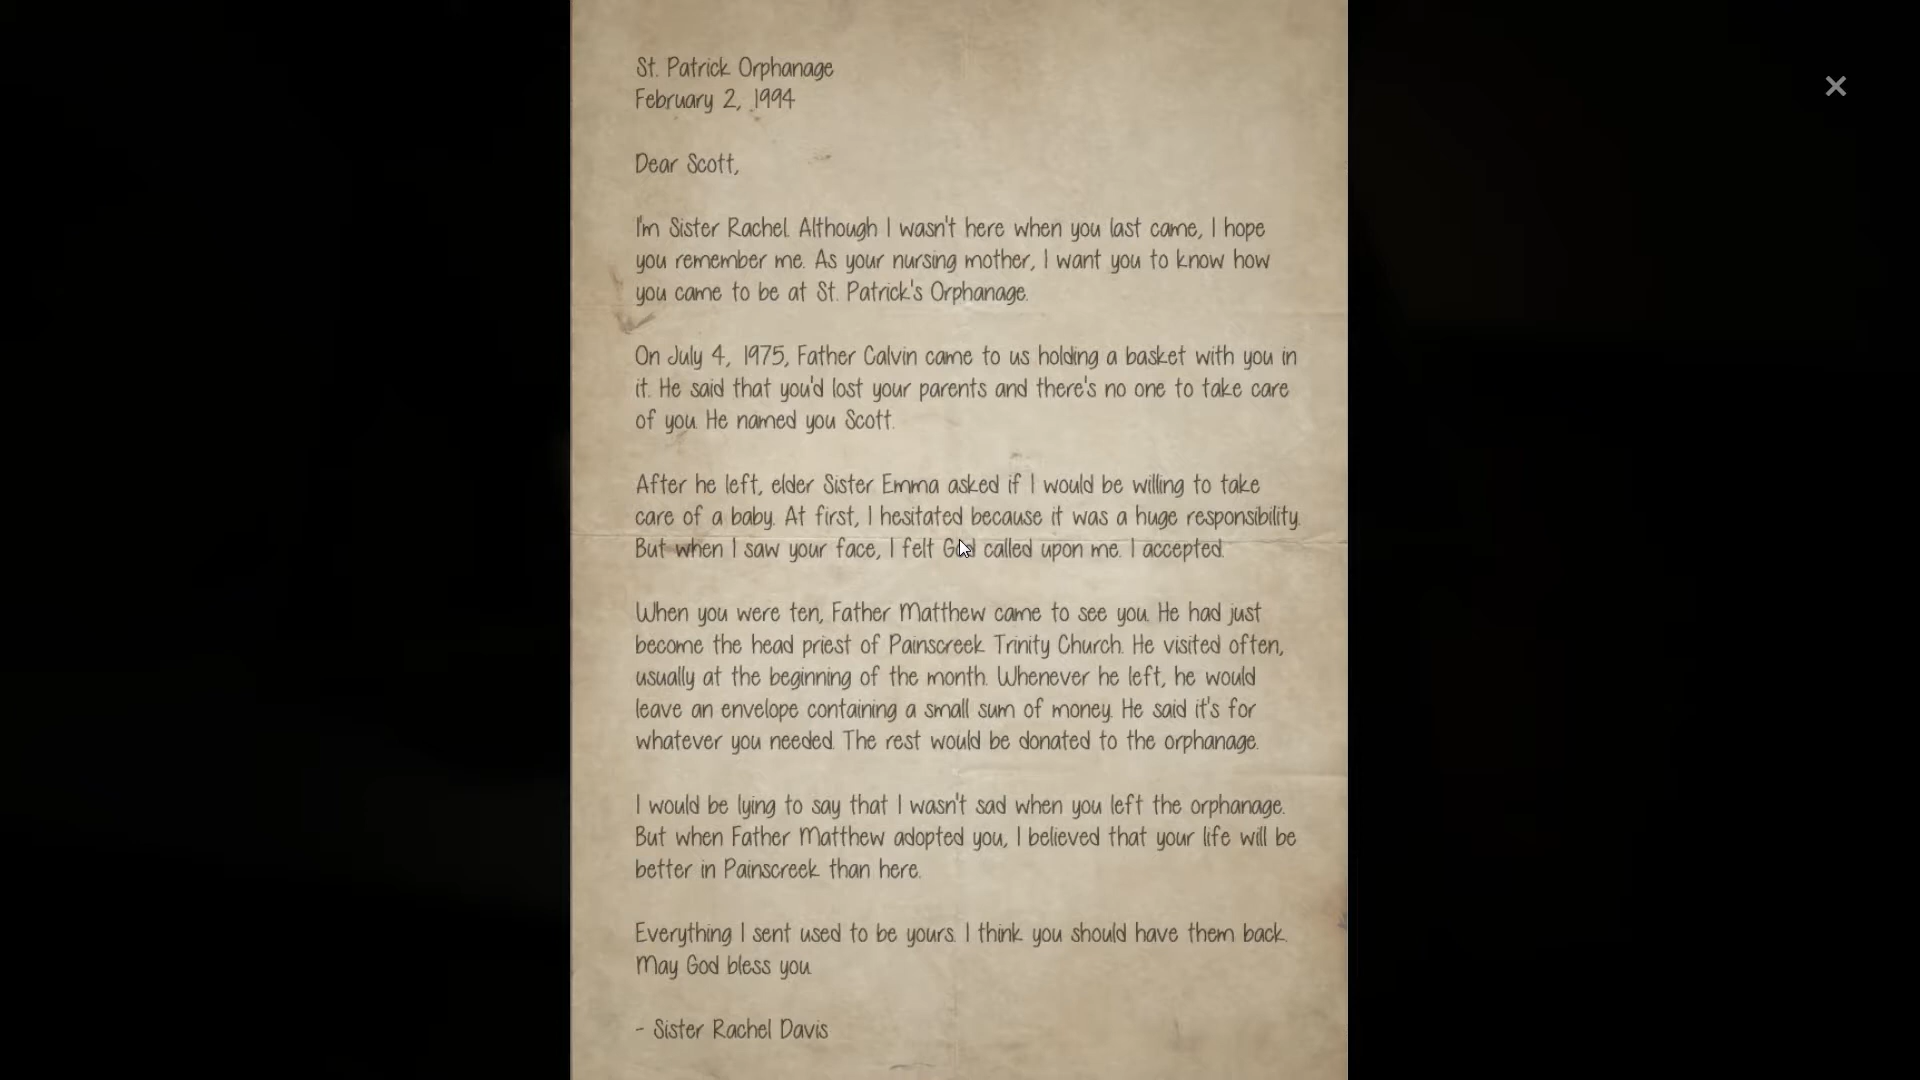 St. Patrick Orphanage
February 2, 1994
Dear Scott,
I'm Sister Rachel. Although I wasn't here when you last came, I hope
you remember me. As your nursing mother, I want you to know how
you came to be at St. Patrick's Orphanage.
On July 4, 1975, Father Calvin came to us holding a basket with you in
it. He said that you'd lost your parents and there's no one to take care
of you. He named you Scott.
After he left, elder Sister Emma asked if I would be willing to take
care of a baby. At first, I hesitated because it was a huge responsibility.
But when I saw your face, I felt God called upon me. I accepted.
When you were ten, Father Matthew came to see you. He had just
become the head priest of Painscreek Trinity Church. He visited often,
usually at the beginning of the month. Whenever he left, he would
leave an envelope containing a small sum of money. He said it's for
whatever you needed. The rest would be donated to the orphanage.
I would be lying to say that I wasn't sad when you left the orphanage.
But when Father Matthew adopted you, I believed that your life will be
better in Painscreek than here.
Everything I sent used to be yours. I think you should have them back.
May God bless you.
- Sister Rachel Davis